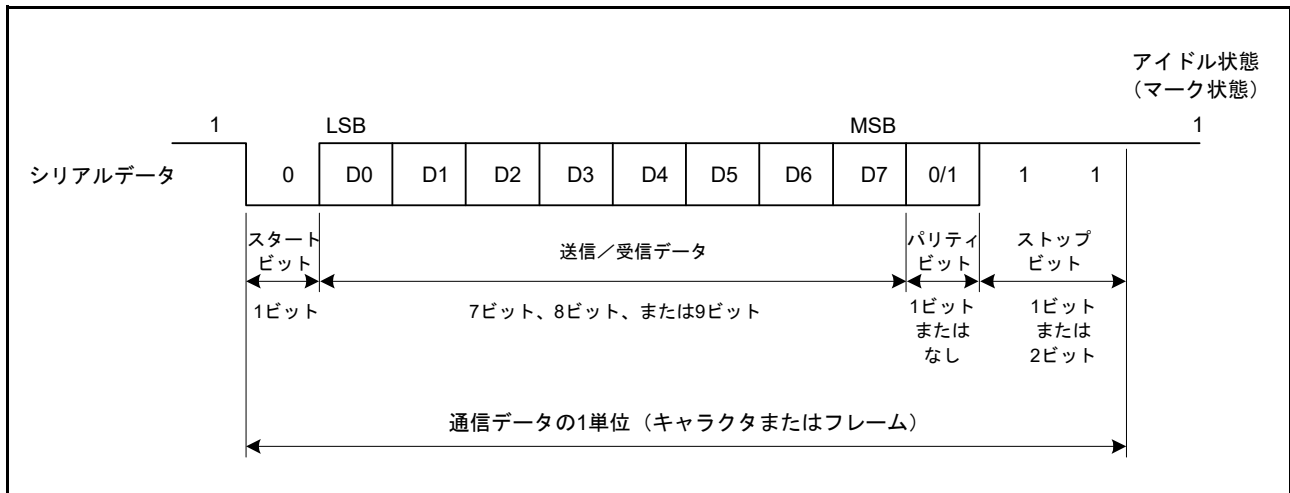 アイドル状態
（マーク状態）
1 LSB MSB 1
シリアルデータ 0 D0 D1 D2 D3 D4 D5 D6 D7 0/1 1 1
スタート
ビット
送信／受信データ
パリティ
ビット
ストップ
ビット
1ビット
7ビット、8ビット、または9ビット
1ビット
または
なし
1ビット
または
2ビット
通信データの1単位（キャラクタまたはフレーム）